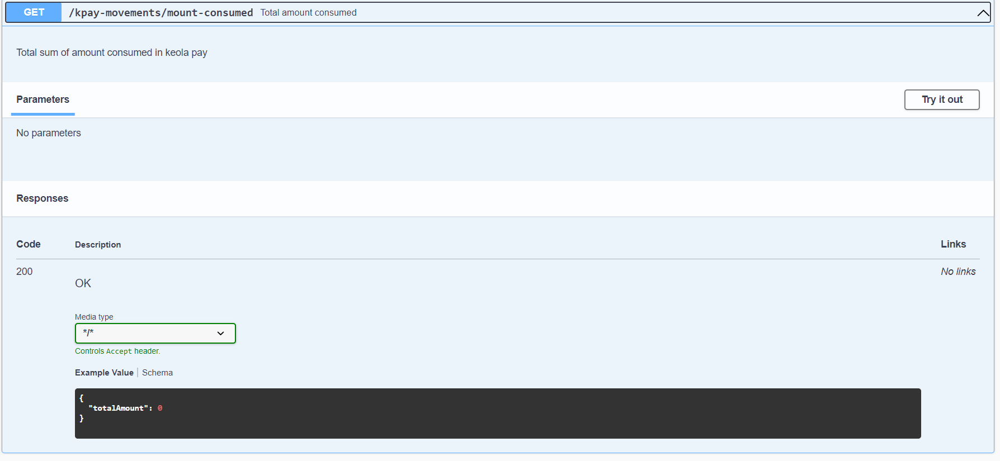 GET /kpay-movements/mount-consumed Total amount consumed
Total sum of amount consumed in keola pay
Parameters
Try it out
No parameters
Responses
Code Description Links
200 No links
OK
Media type
*/*
Controls Accept header.
Example Value | Schema
{
"totalAmount": 0
}